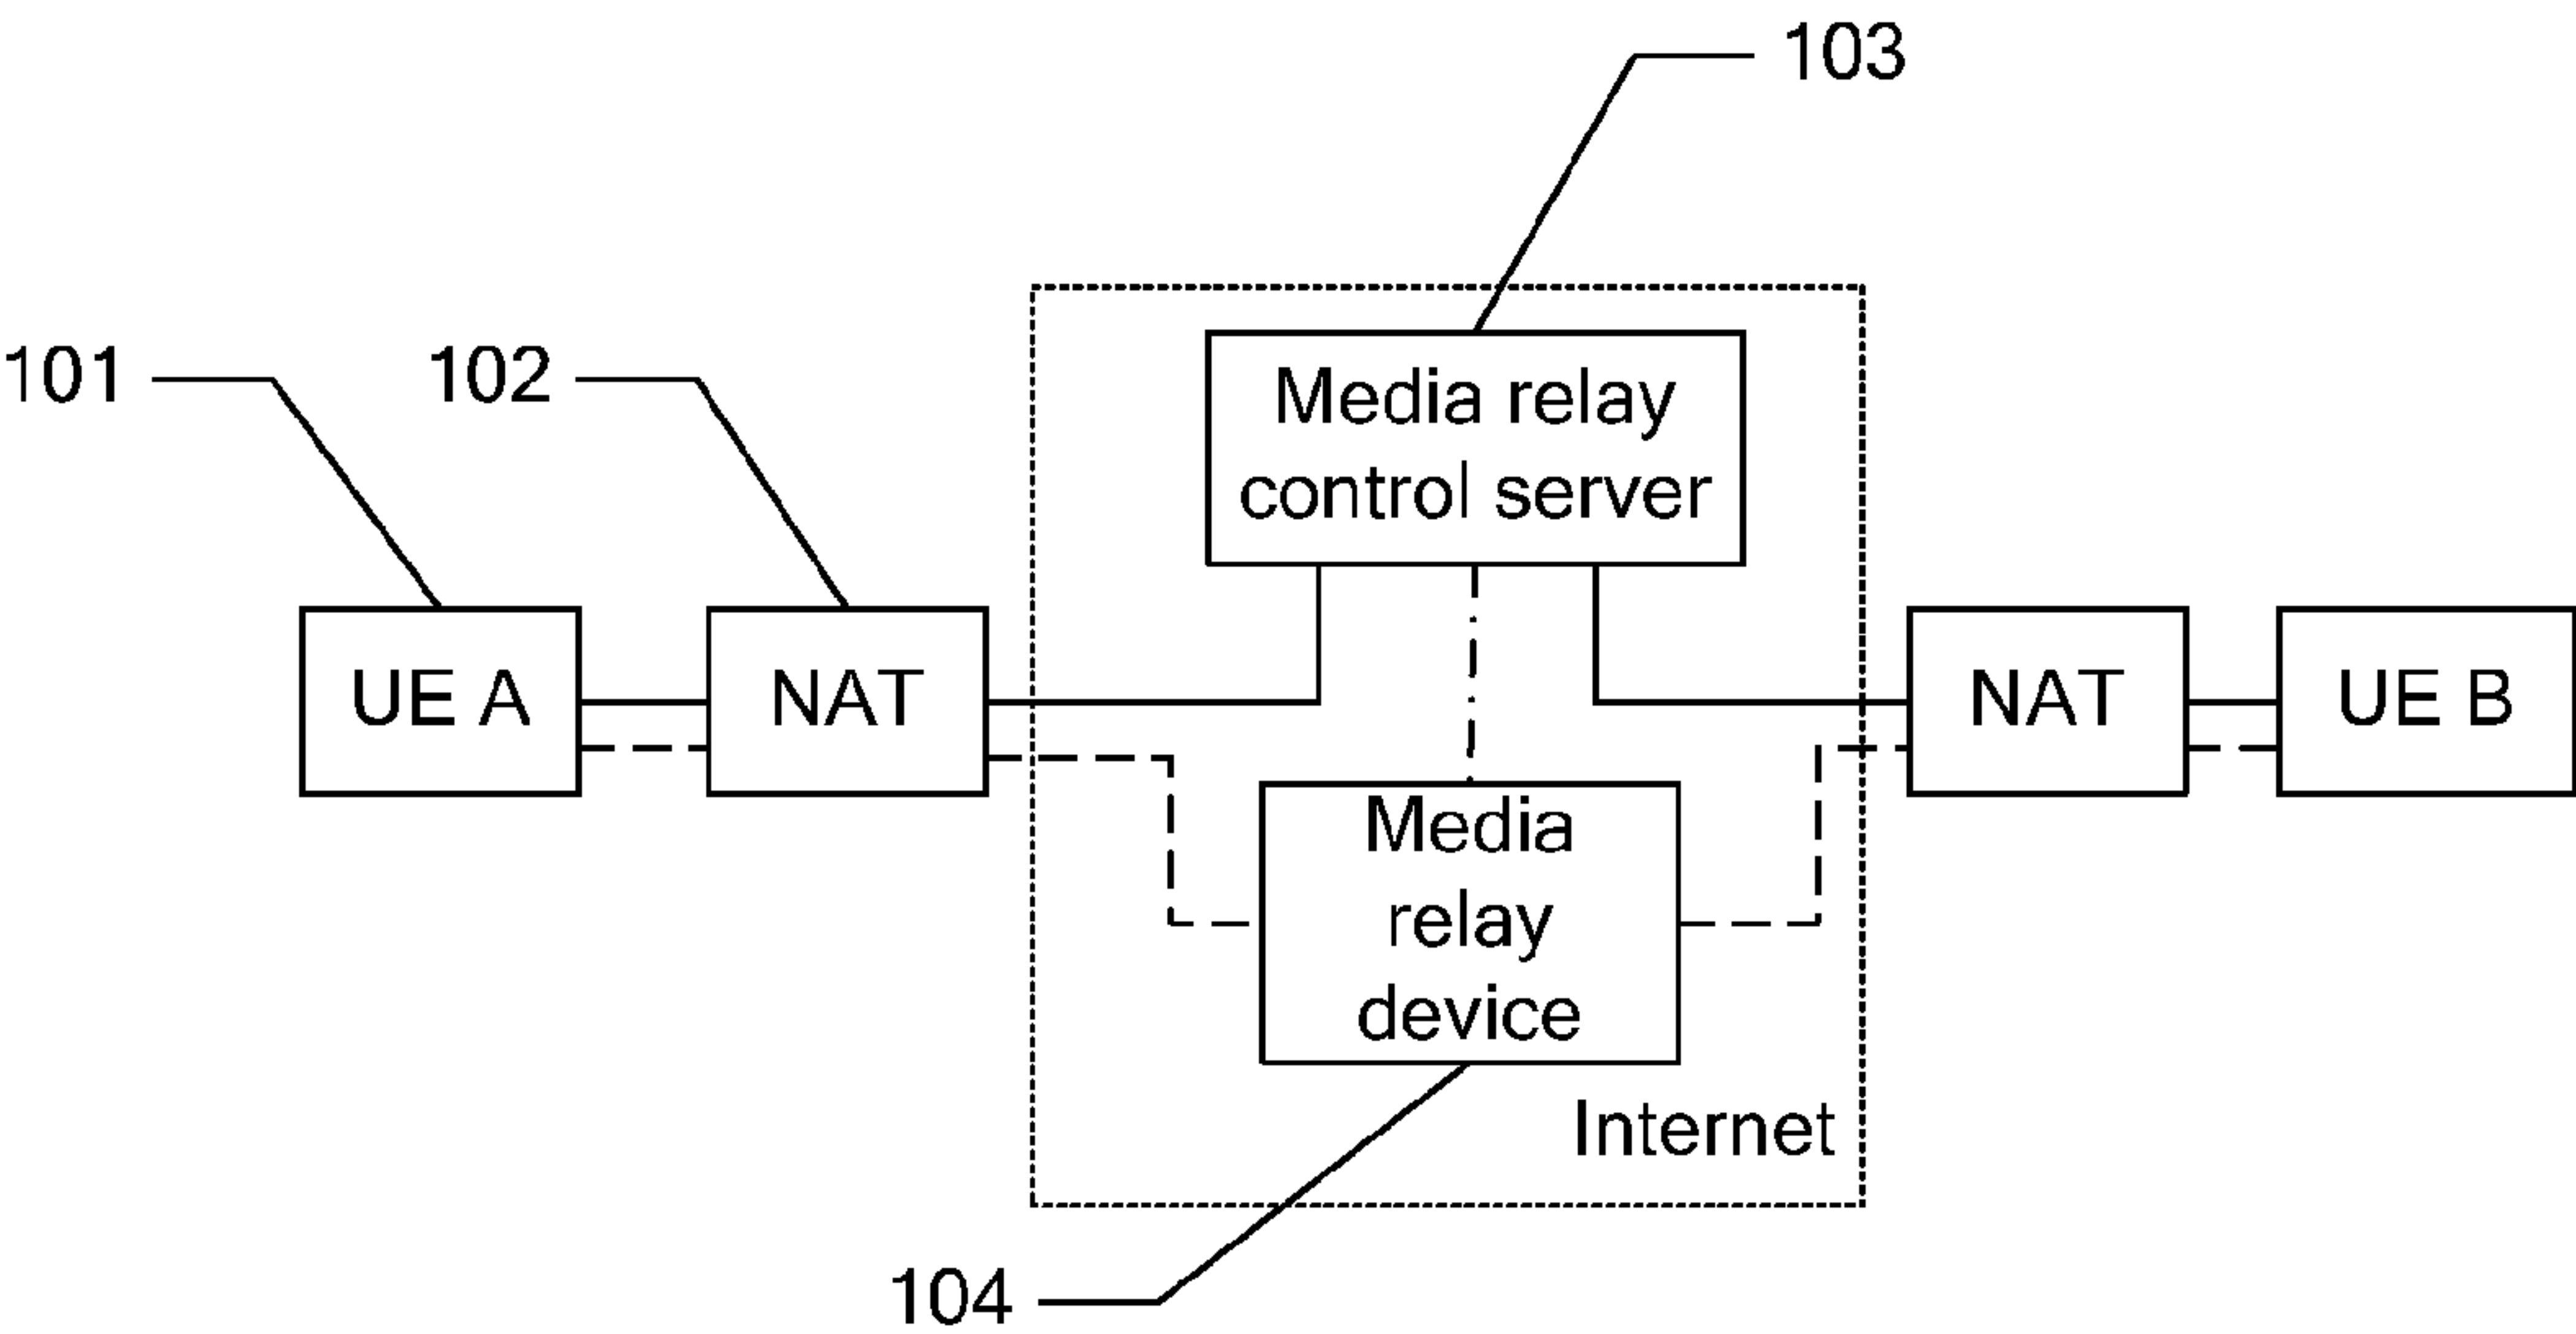 103
101
102
Media relay
control server
UE A
NAT
NAT
UE B
Media
relay
device
Internet
104